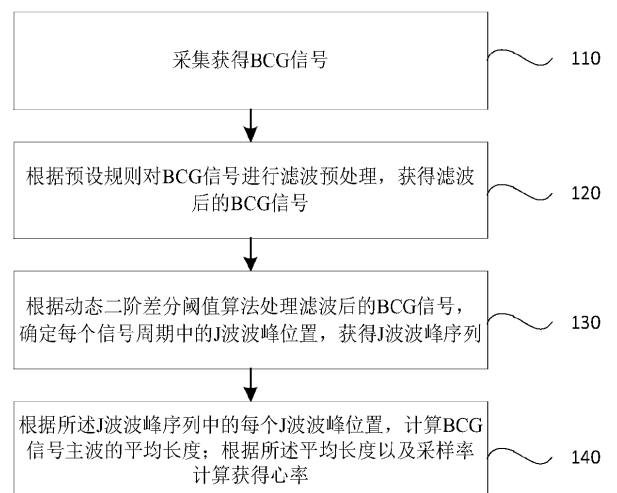 采集获得BCG信号
110
根据预设规则对BCG信号进行滤波预处理，获得滤波
后的BCG信号
120
根据动态二阶差分阈值算法处理滤波后的BCG信号，
确定每个信号周期中的J波波峰位置，获得J波波峰序列
130
根据所述J波波峰序列中的每个J波波峰位置，计算BCG
信号主波的平均长度；根据所述平均长度以及采样率
计算获得心率
140